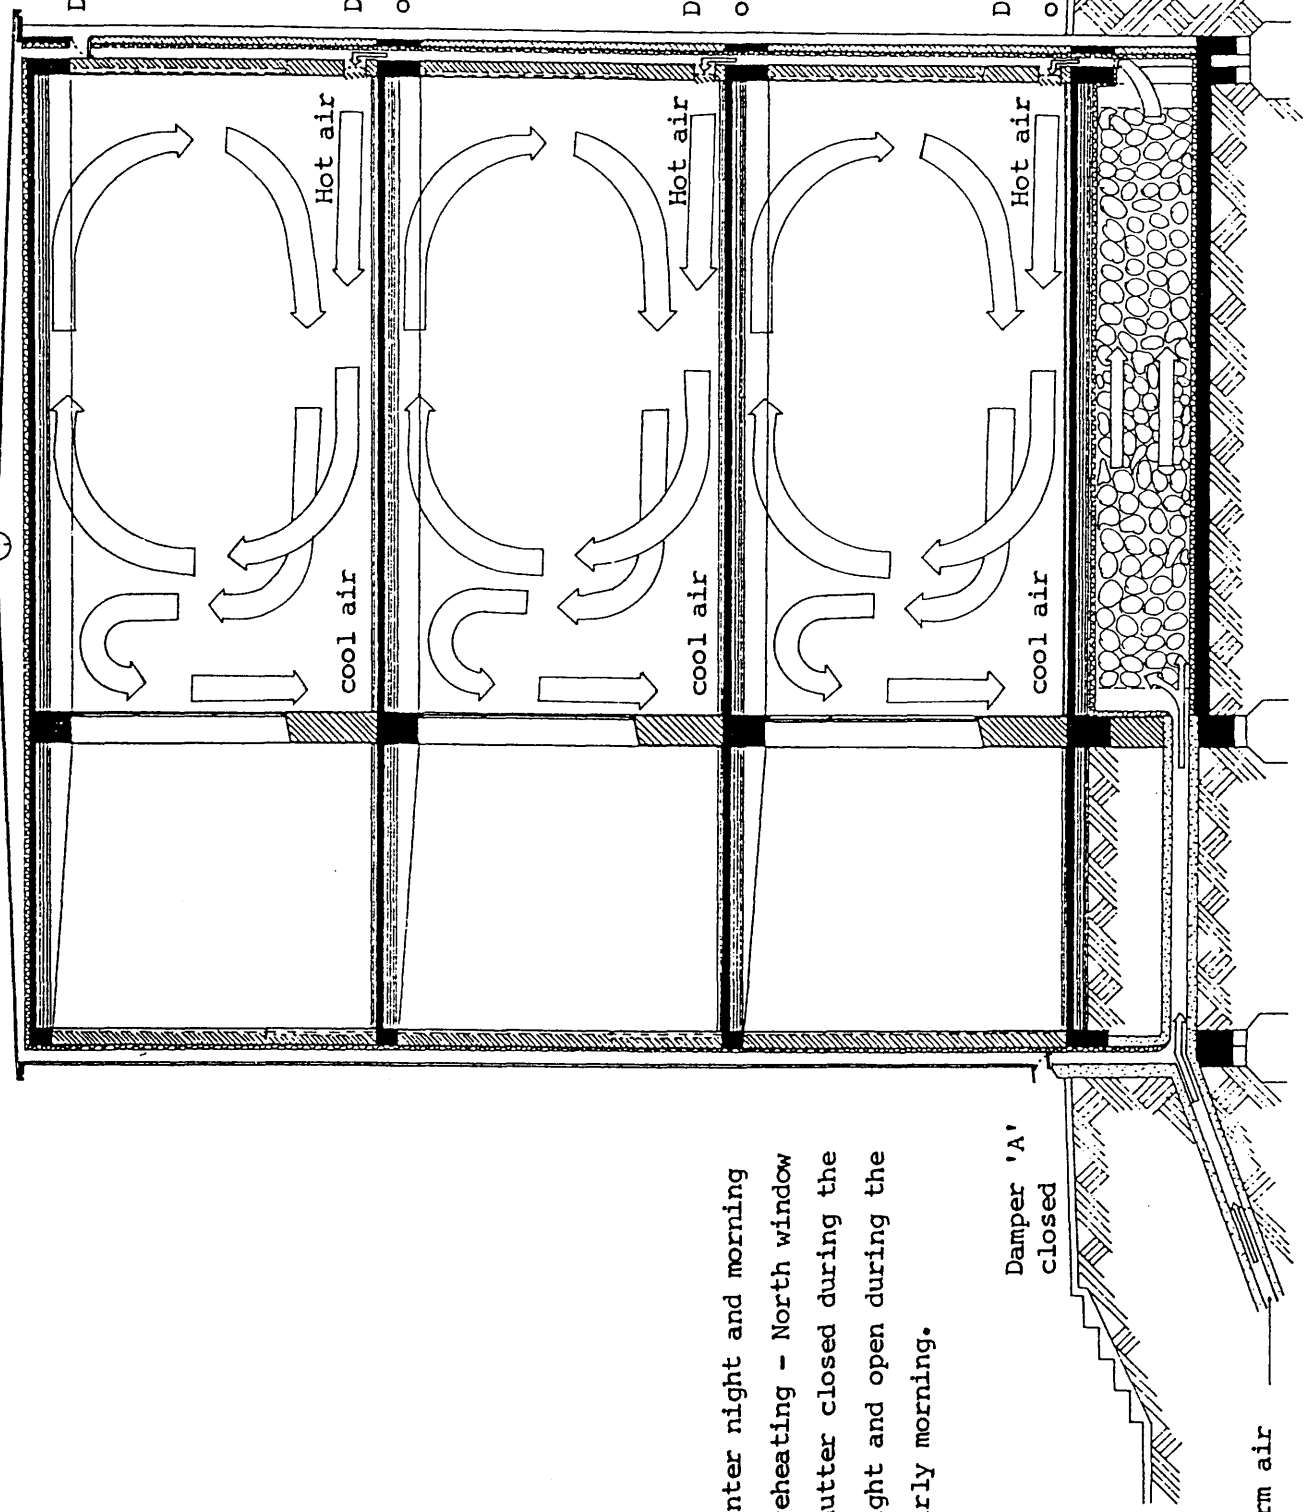 D
Hot air
cool air
D
o
Hot air
cool air
D
o
Hot air
cool air
D
o
nter night and morning
eheating - North window
utter closed during the
ght and open during the
rly morning.
Damper 'A'
closed
rm air